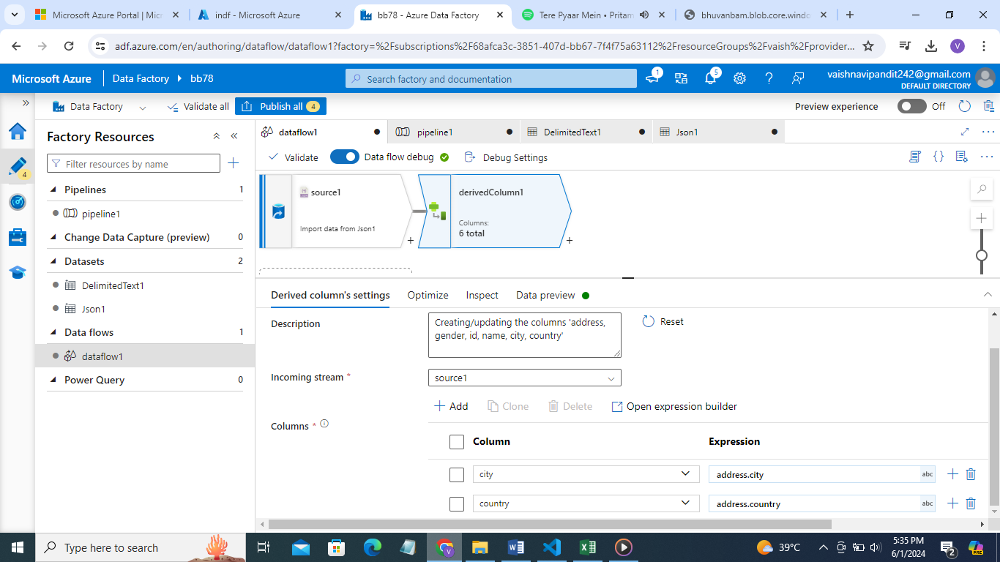 Microsoft Azure Portal | Micr
indf - Microsoft Azure
bb78 - Azure Data Factory
Tere Pyaar Mein • Pritam
bhuvanbam.blob.core.windo
adf.azure.com/en/authoring/dataflow/dataflow1?factory=%2Fsubscriptions%2F68afca3c-3851-407d-bb67-7f4f75a63112%2FresourceGroups%2Fvaish%2Fprovider...
V
Microsoft Azure
Data Factory
bb78
Search factory and documentation
1
5
vaishnavipandit242@gmail.com
DEFAULT DIRECTORY
Data Factory
Validate all
Publish all
4
Preview experience
Off
4
Factory Resources
Filter resources by name
Pipelines 1
pipeline1
Change Data Capture (preview) 0
Datasets 2
DelimitedText1
Json1
Data flows 1
dataflow1
Power Query 0
dataflow1
pipeline1
DelimitedText1
Json1
Validate
Data flow debug
Debug Settings
source1
Import data from Json1
+
derivedColumn1
Columns:
6 total
+
Derived column's settings
Optimize
Inspect
Data preview
Description
Creating/updating the columns 'address,
gender, id, name, city, country'
Reset
Incoming stream *
source1
Add
Clone
Delete
Open expression builder
Columns *
Column
Expression
city
address.city
abc
country
address.country
abc
Type here to search
V
39°C
5:35 PM
6/1/2024
2
PRE